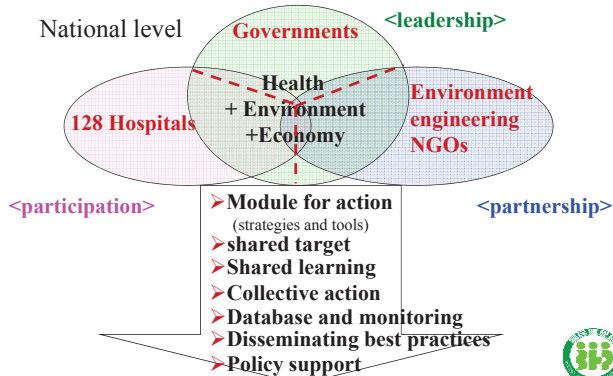 National level
Governments
<leadership>
Health
+ Environment
+Economy
128 Hospitals
Environment
engineering
NGOs
<participation>
<partnership>
➢Module for action
(strategies and tools)
➢shared target
➢Shared learning
➢Collective action
➢Database and monitoring
➢Disseminating best practices
➢Policy support